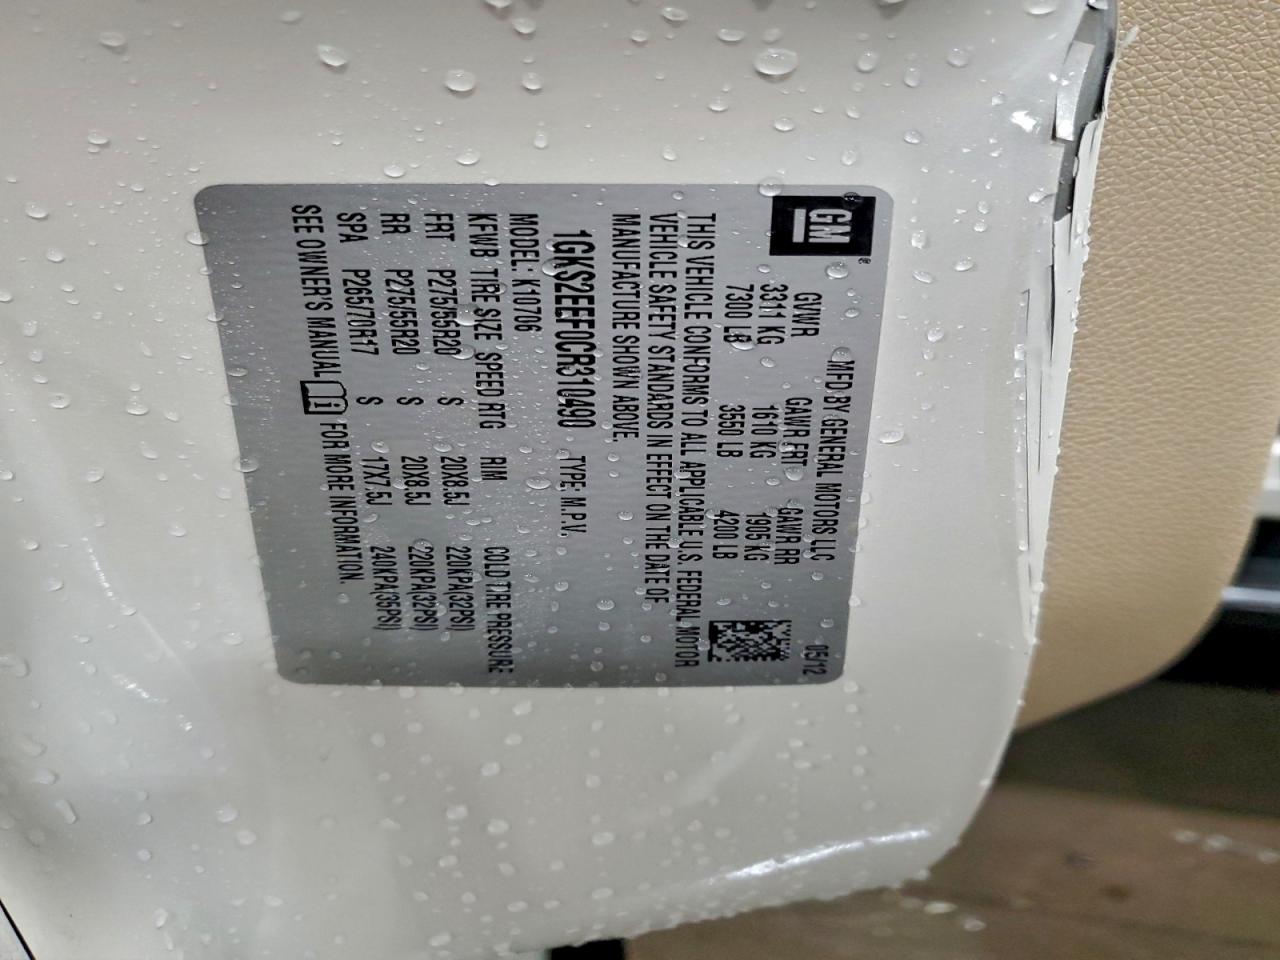 GM
MFD BY GENERAL MOTORS LLC 05/12
GVWR GAWR FRT GAWR RR
3311 KG 1610 KG 1905 KG
7300 LB 3550 LB 4200 LB
THIS VEHICLE CONFORMS TO ALL APPLICABLE U.S. FEDERAL MOTOR
VEHICLE SAFETY STANDARDS IN EFFECT ON THE DATE OF
MANUFACTURE SHOWN ABOVE.
1GKS2EEF0CR310490 TYPE: M.P.V.
MODEL: K10706
KFWB TIRE SIZE SPEED RTG RIM COLD TIRE PRESSURE
FRT P275/55R20 S 20X8.5J 220KPA(32PSI)
RR P275/55R20 S 20X8.5J 220KPA(32PSI)
SPA P265/70R17 S 17X7.5J 240KPA(35PSI)
SEE OWNER'S MANUAL FOR MORE INFORMATION.